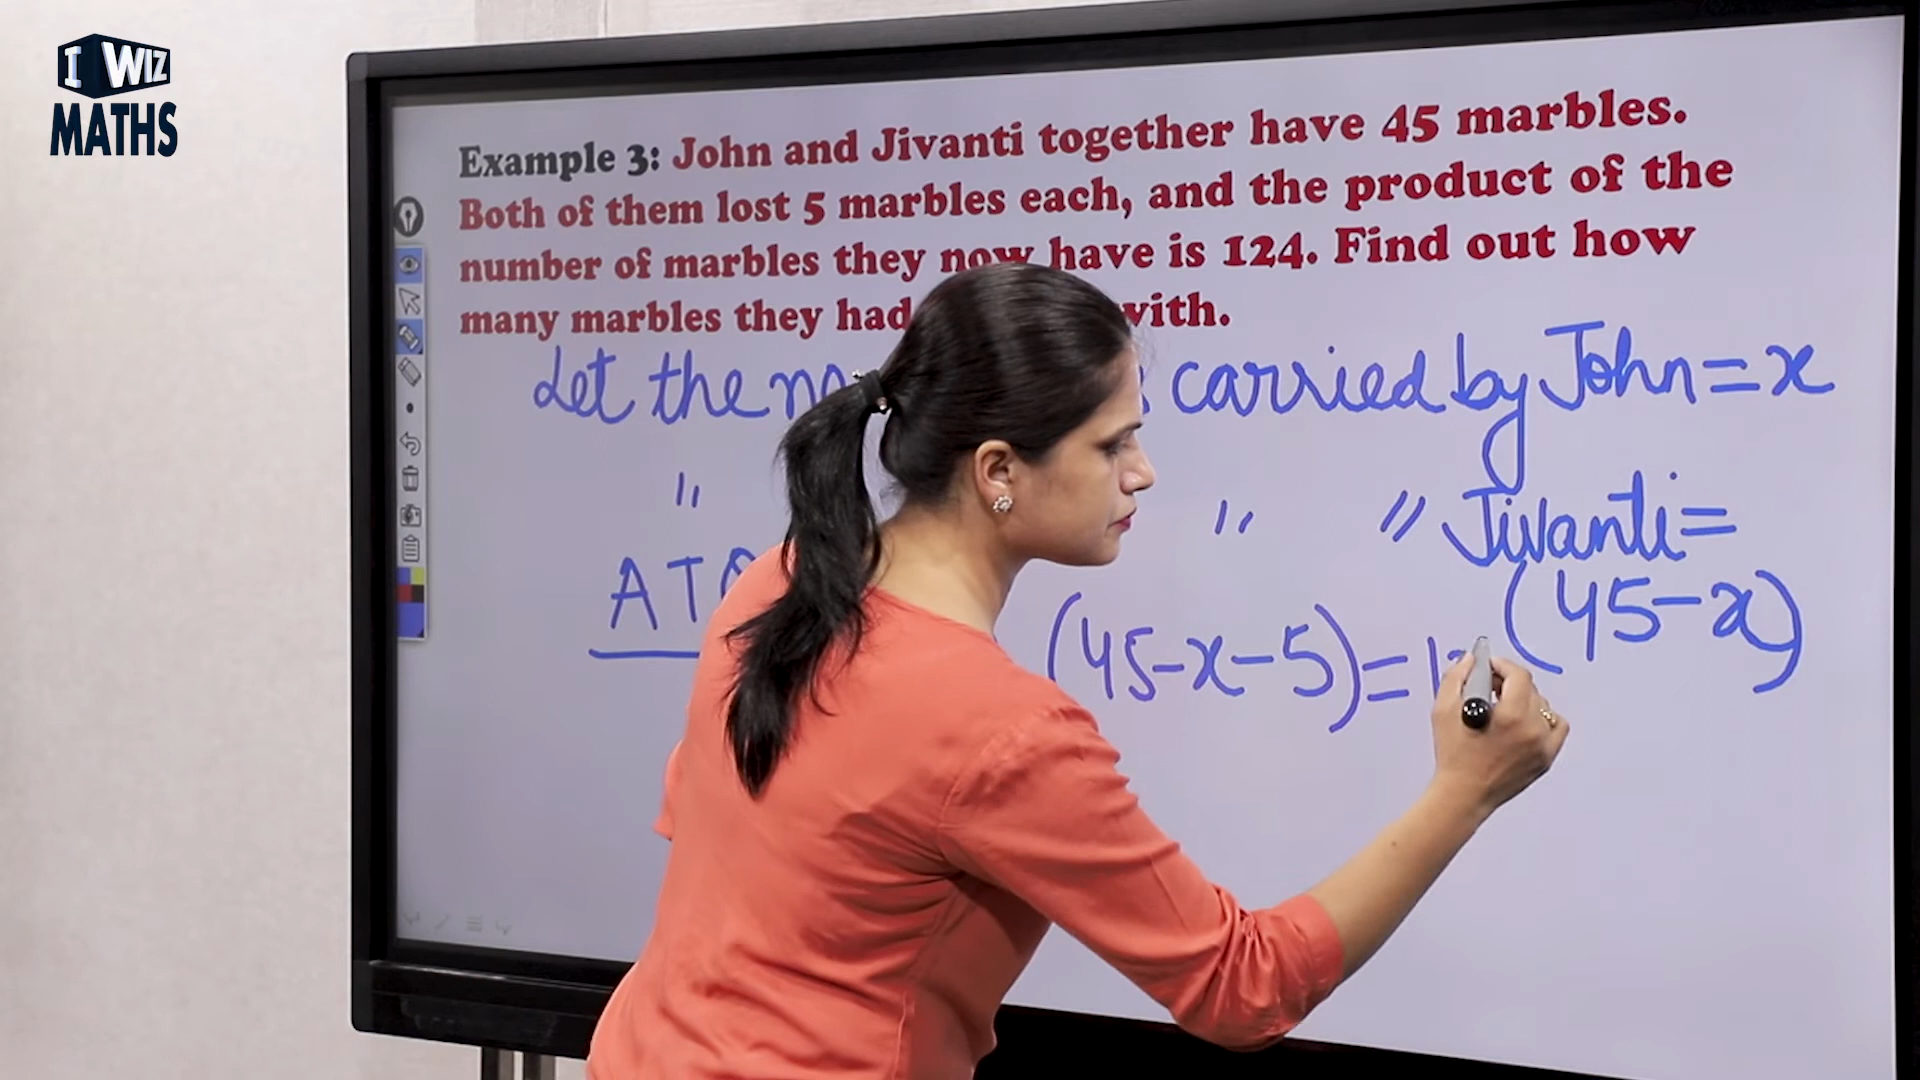 I WIZ
MATHS
Example 3: John and Jivanti together have 45 marbles.
Both of them lost 5 marbles each, and the product of the
number of marbles they now have is 124. Find out how
many marbles they had with.
Let the carried by John = x
" " " Jivanti =
(45-x)
AT
(45-x-5) =